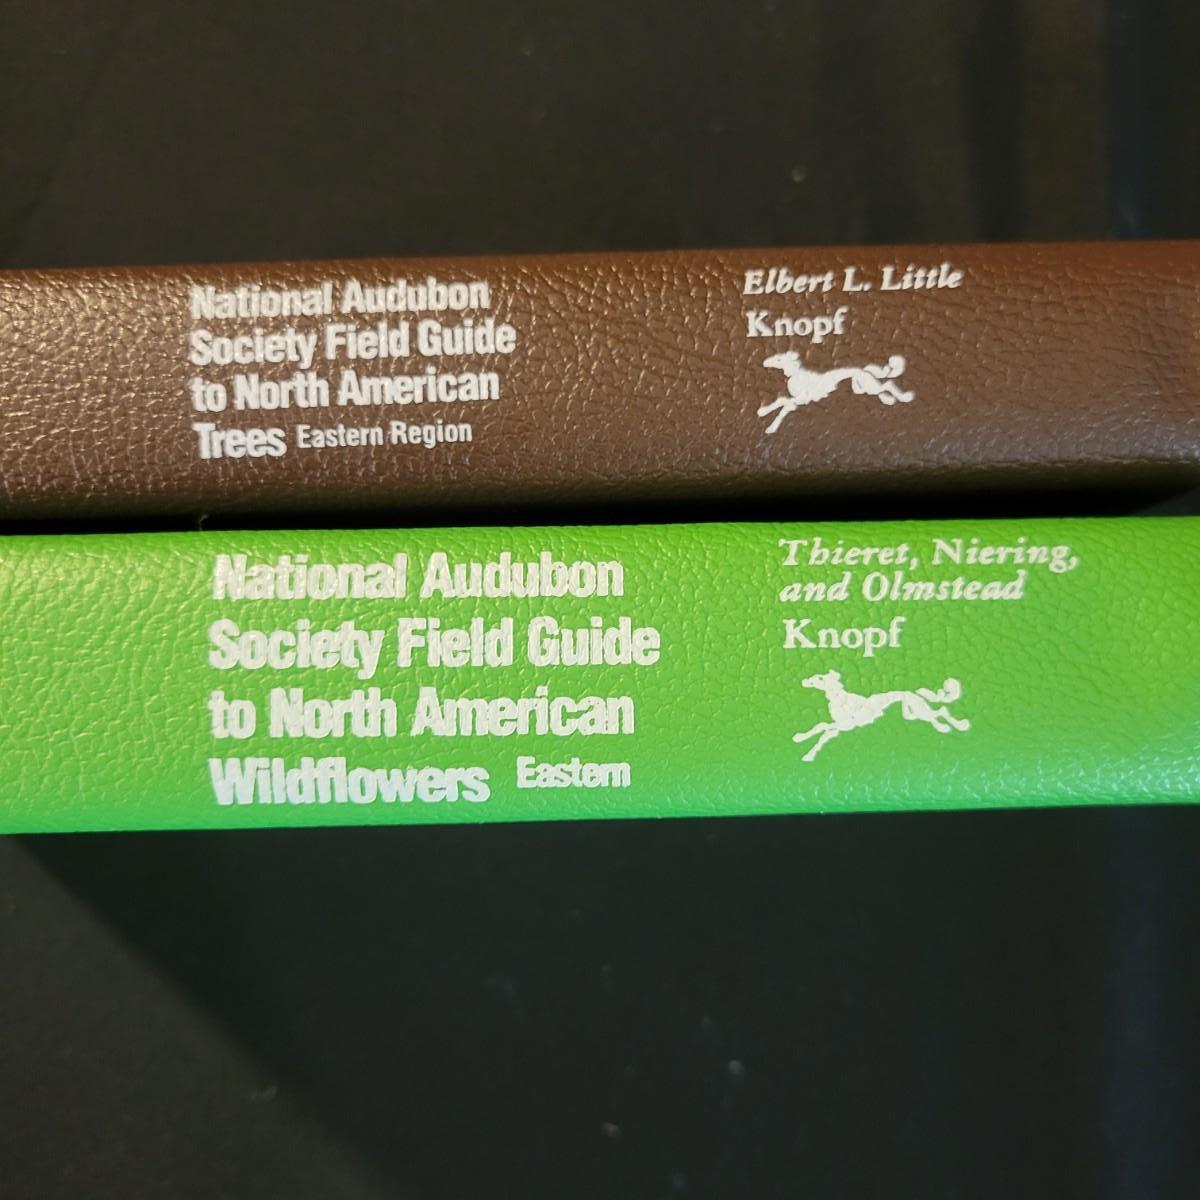 National Audubon
Society Field Guide
to North American
Trees Eastern Region
Elbert L. Little
Knopf
National Audubon
Society Field Guide
to North American
Wildflowers Eastern
Thieret, Niering,
and Olmstead
Knopf